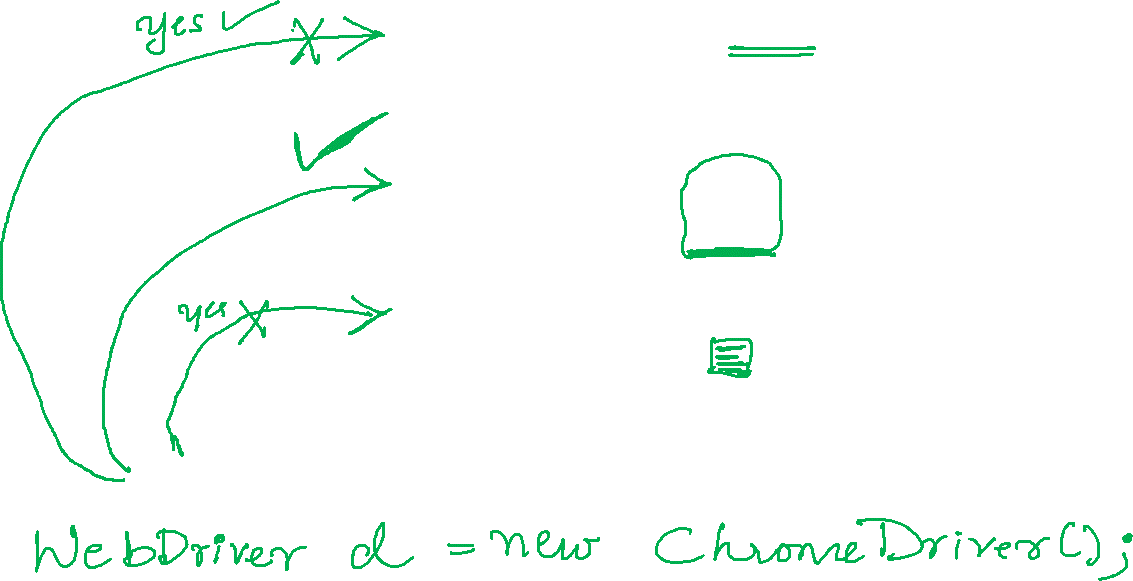 yes
yes
WebDriver d = new ChromeDriver();